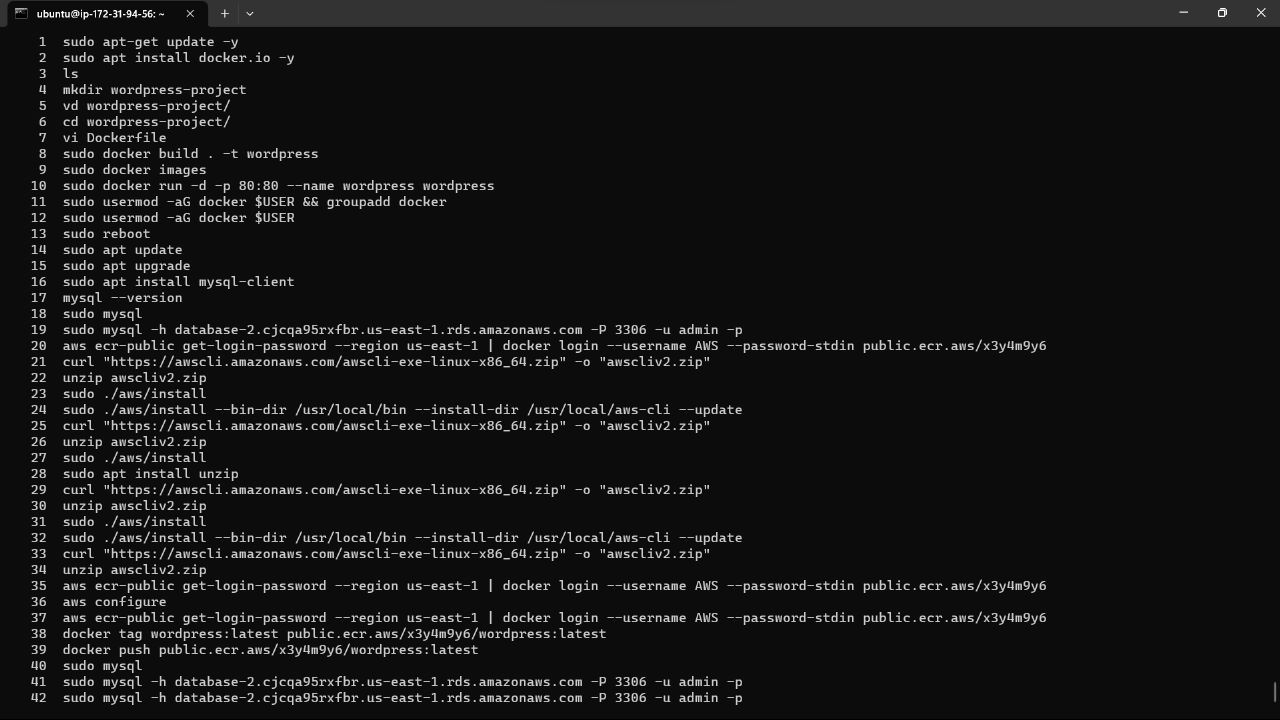 ubuntu@ip-172-31-94-56: ~
1 sudo apt-get update -y
2 sudo apt install docker.io -y
3 ls
4 mkdir wordpress-project
5 vd wordpress-project/
6 cd wordpress-project/
7 vi Dockerfile
8 sudo docker build . -t wordpress
9 sudo docker images
10 sudo docker run -d -p 80:80 --name wordpress wordpress
11 sudo usermod -aG docker $USER && groupadd docker
12 sudo usermod -aG docker $USER
13 sudo reboot
14 sudo apt update
15 sudo apt upgrade
16 sudo apt install mysql-client
17 mysql --version
18 sudo mysql
19 sudo mysql -h database-2.cjcqa95rxfbr.us-east-1.rds.amazonaws.com -P 3306 -u admin -p
20 aws ecr-public get-login-password --region us-east-1 | docker login --username AWS --password-stdin public.ecr.aws/x3y4m9y6
21 curl "https://awscli.amazonaws.com/awscli-exe-linux-x86_64.zip" -o "awscliv2.zip"
22 unzip awscliv2.zip
23 sudo ./aws/install
24 sudo ./aws/install --bin-dir /usr/local/bin --install-dir /usr/local/aws-cli --update
25 curl "https://awscli.amazonaws.com/awscli-exe-linux-x86_64.zip" -o "awscliv2.zip"
26 unzip awscliv2.zip
27 sudo ./aws/install
28 sudo apt install unzip
29 curl "https://awscli.amazonaws.com/awscli-exe-linux-x86_64.zip" -o "awscliv2.zip"
30 unzip awscliv2.zip
31 sudo ./aws/install
32 sudo ./aws/install --bin-dir /usr/local/bin --install-dir /usr/local/aws-cli --update
33 curl "https://awscli.amazonaws.com/awscli-exe-linux-x86_64.zip" -o "awscliv2.zip"
34 unzip awscliv2.zip
35 aws ecr-public get-login-password --region us-east-1 | docker login --username AWS --password-stdin public.ecr.aws/x3y4m9y6
36 aws configure
37 aws ecr-public get-login-password --region us-east-1 | docker login --username AWS --password-stdin public.ecr.aws/x3y4m9y6
38 docker tag wordpress:latest public.ecr.aws/x3y4m9y6/wordpress:latest
39 docker push public.ecr.aws/x3y4m9y6/wordpress:latest
40 sudo mysql
41 sudo mysql -h database-2.cjcqa95rxfbr.us-east-1.rds.amazonaws.com -P 3306 -u admin -p
42 sudo mysql -h database-2.cjcqa95rxfbr.us-east-1.rds.amazonaws.com -P 3306 -u admin -p